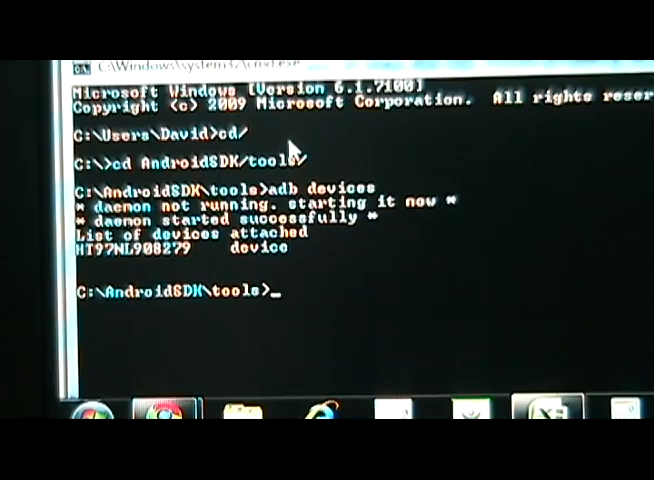 C:\Windows\system32\cmd.exe
Microsoft Windows [Version 6.1.7100]
Copyright (c) 2009 Microsoft Corporation. All rights reser
C:\Users\David>cd/
C:\>cd AndroidSDK/tools/
C:\AndroidSDK\tools>adb devices
* daemon not running. starting it now *
* daemon started successfully *
List of devices attached
HT97NL908279 device
C:\AndroidSDK\tools>_